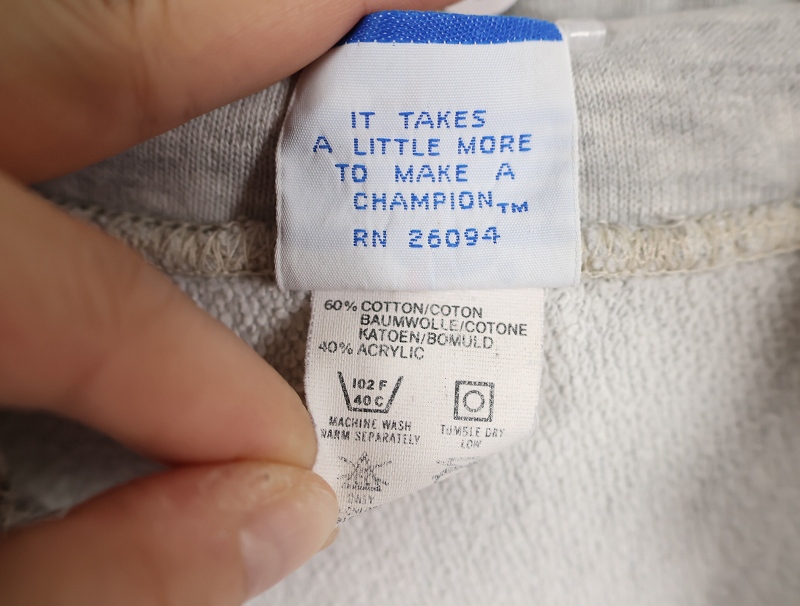 IT TAKES
A LITTLE MORE
TO MAKE A
CHAMPION™
RN 26094
60% COTTON/COTON
BAUMWOLLE/COTONE
KATOEN/BOMULD
40% ACRYLIC
102 F
40 C
MACHINE WASH
WARM SEPARATELY
TUMBLE DRY
LOW
ONLY